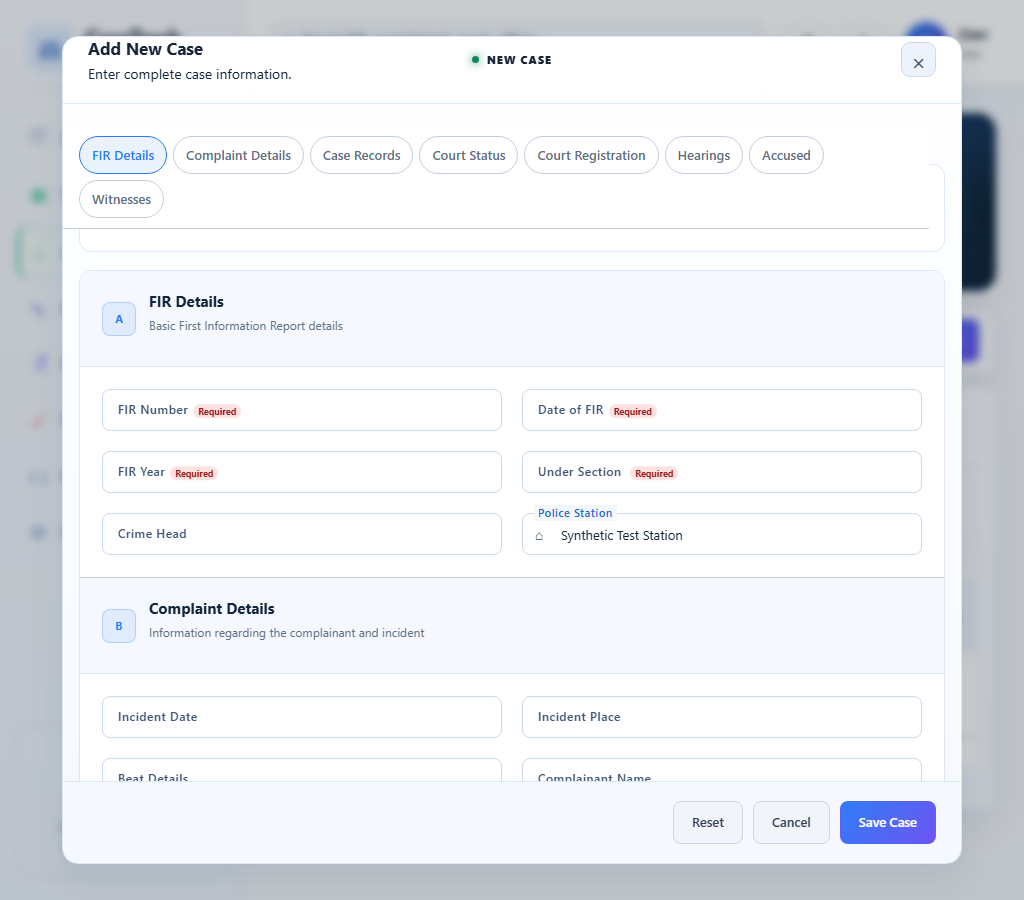 Add New Case
Enter complete case information.
NEW CASE
FIR Details
Complaint Details
Case Records
Court Status
Court Registration
Hearings
Accused
Witnesses
A
FIR Details
Basic First Information Report details
FIR Number Required
Date of FIR Required
FIR Year Required
Under Section Required
Crime Head
Police Station
Synthetic Test Station
B
Complaint Details
Information regarding the complainant and incident
Incident Date
Incident Place
Beat Details
Complainant Name
Reset
Cancel
Save Case